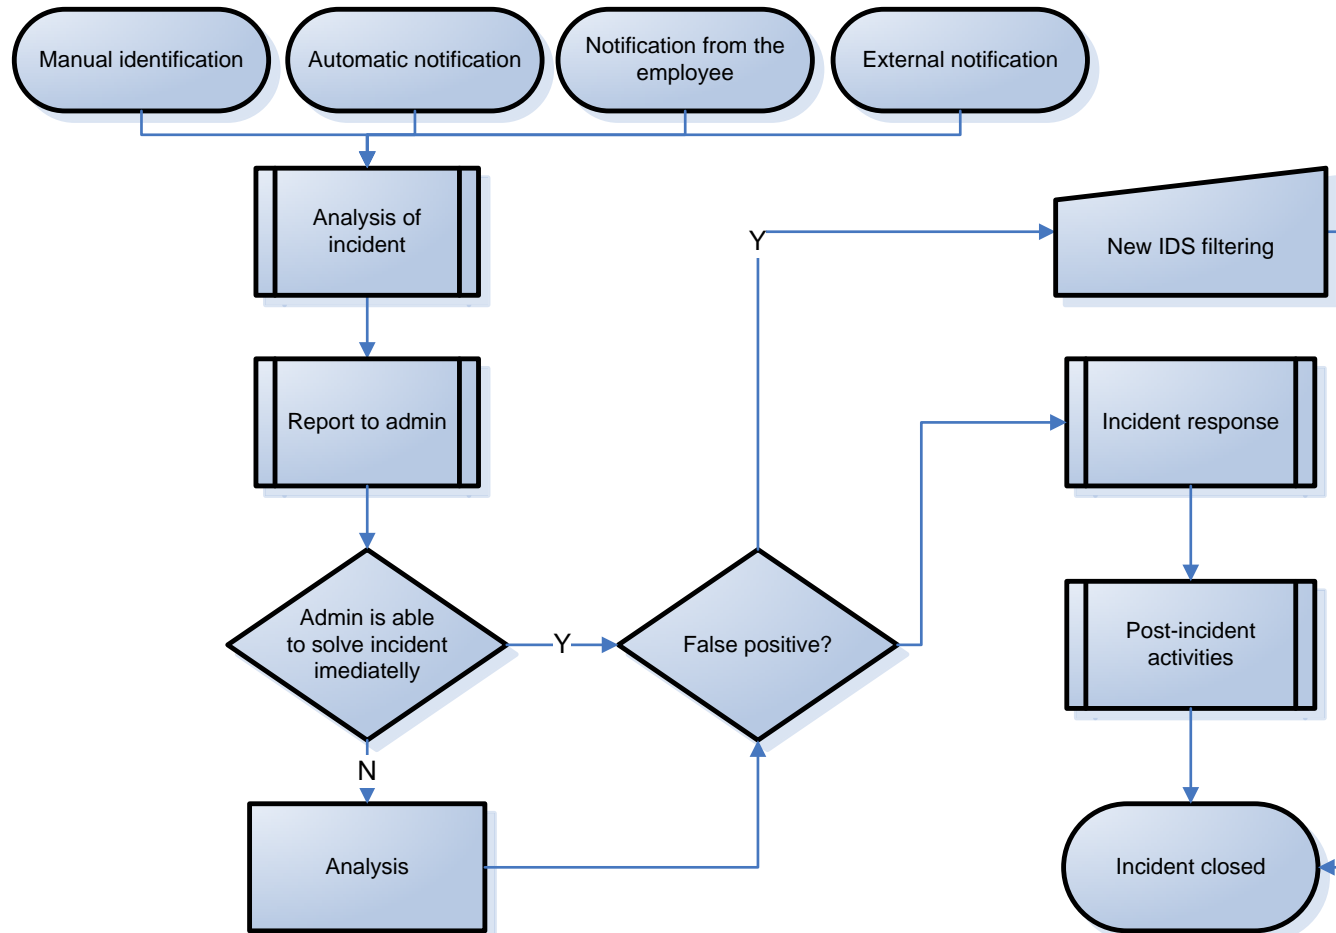 Manual identification
Automatic notification
Notification from the
employee
External notification
Analysis of
incident
Y
New IDS filtering
Report to admin
Incident response
Admin is able
to solve incident
imediatelly
Y
False positive?
Post-incident
activities
N
Analysis
Incident closed